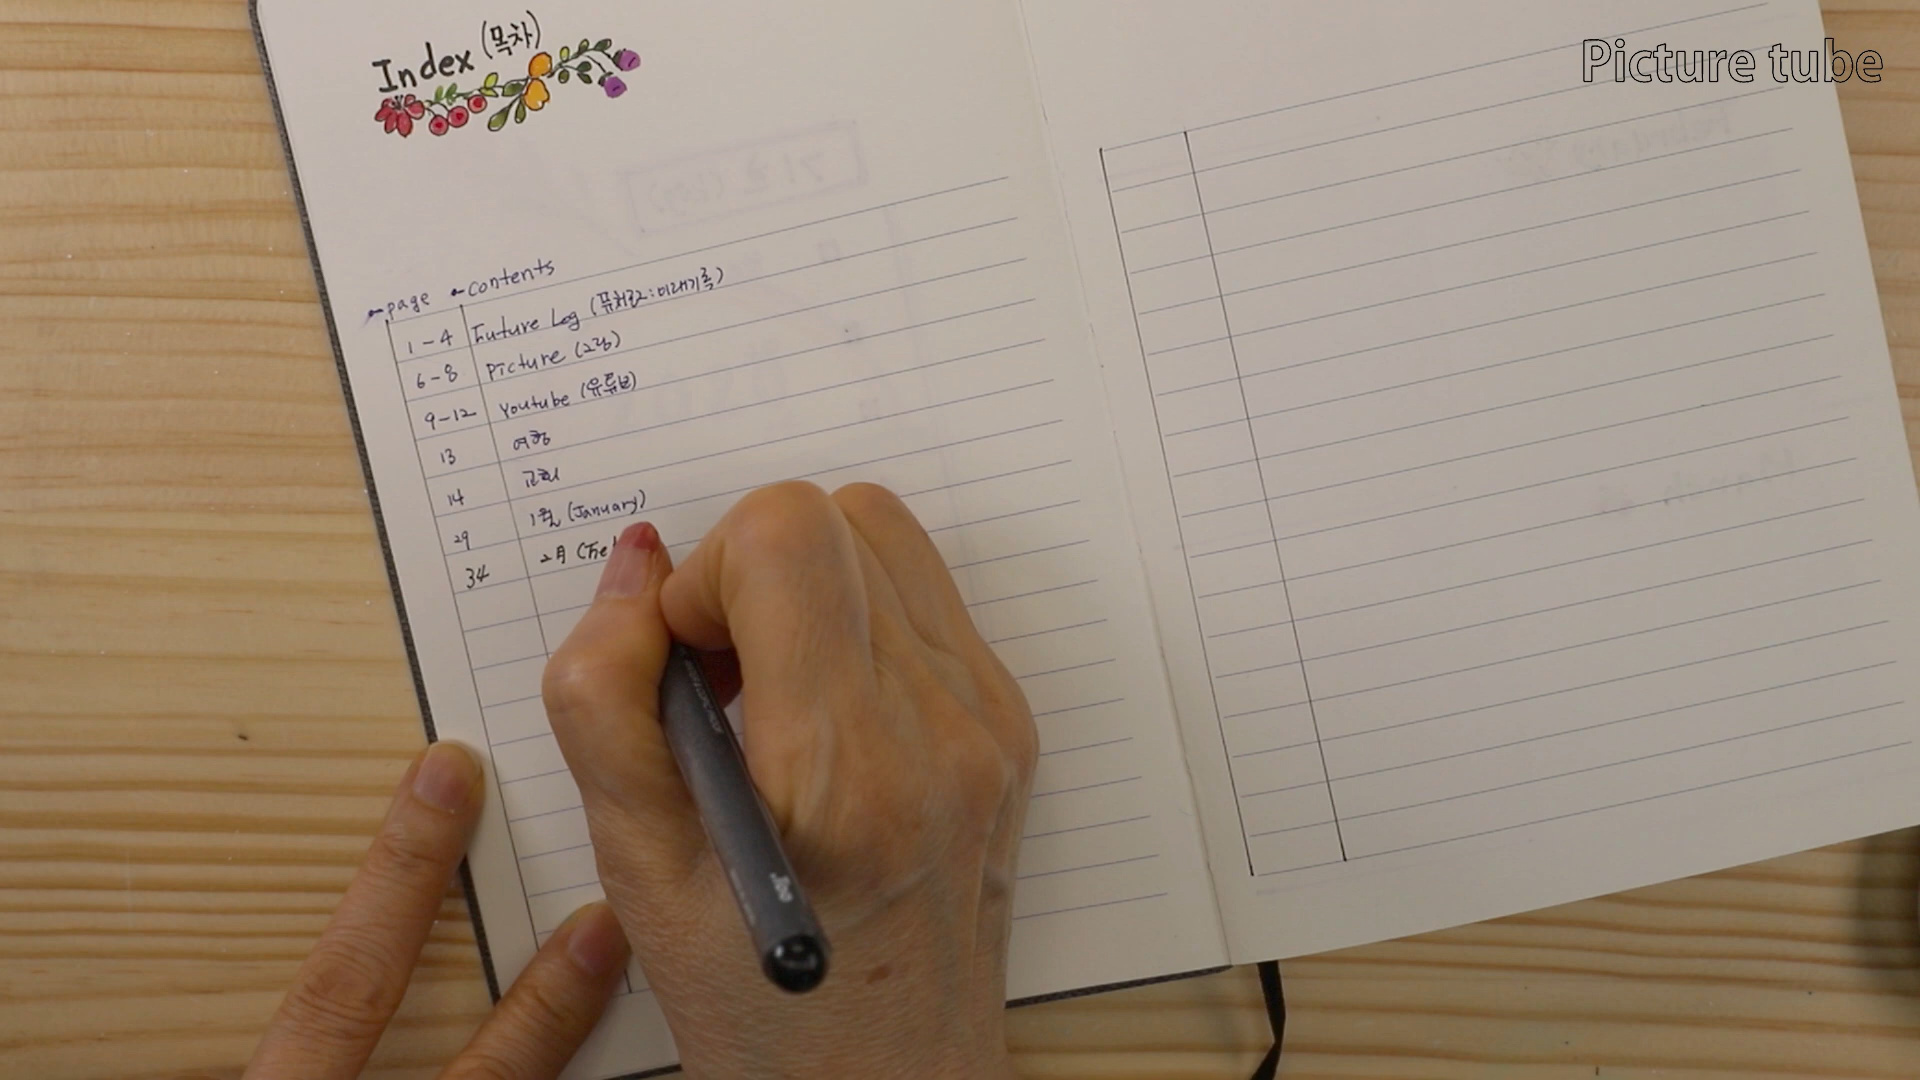 Picture tube
Index (목차)
page contents
1-4 Future Log (퓨처로그:미래기록)
6-8 Picture (그림)
9-12 Youtube (유튜브)
13 여행
14 교회
29 1월 (January)
34 2月 (Feb